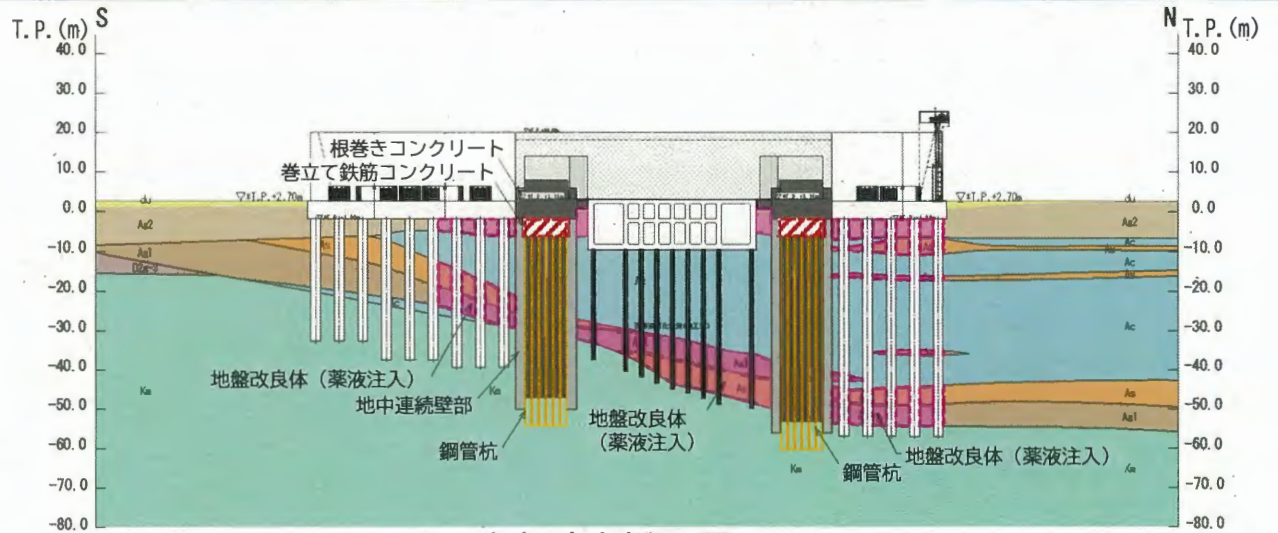 T.P.(m) S
N T.P.(m)
40.0
30.0
20.0
10.0
0.0
-10.0
-20.0
-30.0
-40.0
-50.0
-60.0
-70.0
-80.0
40.0
30.0
20.0
10.0
0.0
-10.0
-20.0
-30.0
-40.0
-50.0
-60.0
-70.0
-80.0
根巻きコンクリート
巻立て鉄筋コンクリート
▽*T.P.+2.70m
▽*T.P.+2.70m
du
du
As2
Ag2
Ac
Ac
As
Ac
As
Ag1
Km
Km
Km
地盤改良体(薬液注入)
地中連続壁部
鋼管杭
地盤改良体
(薬液注入)
鋼管杭
地盤改良体(薬液注入)